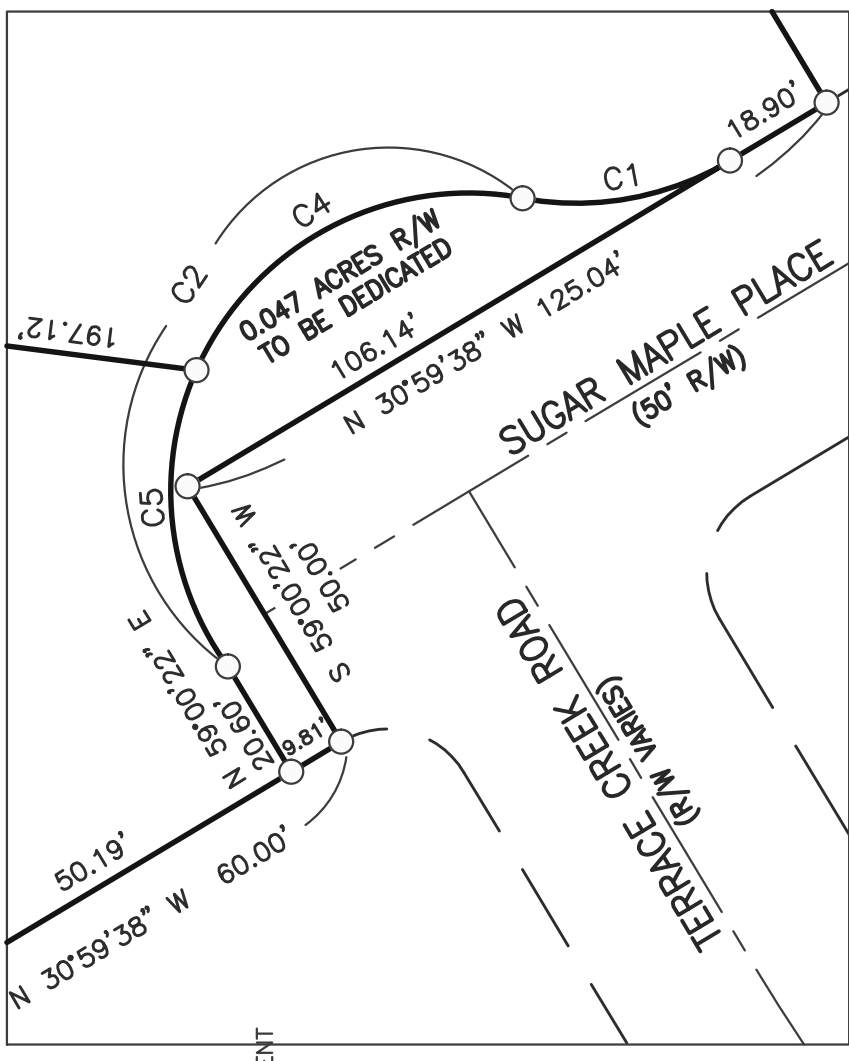 18.90’
C1
C4
C2
0.047 ACRES R/W
TO BE DEDICATED
106.14’
N 30°59’38” W 125.04’
197.12’
SUGAR MAPLE PLACE
(50’ R/W)
C5
S 59°00’22” W
50.00’
N 59°00’22” E
20.60’
9.81’
TERRACE CREEK ROAD
(R/W VARIES)
50.19’
N 30°59’38” W 60.00’
ENT